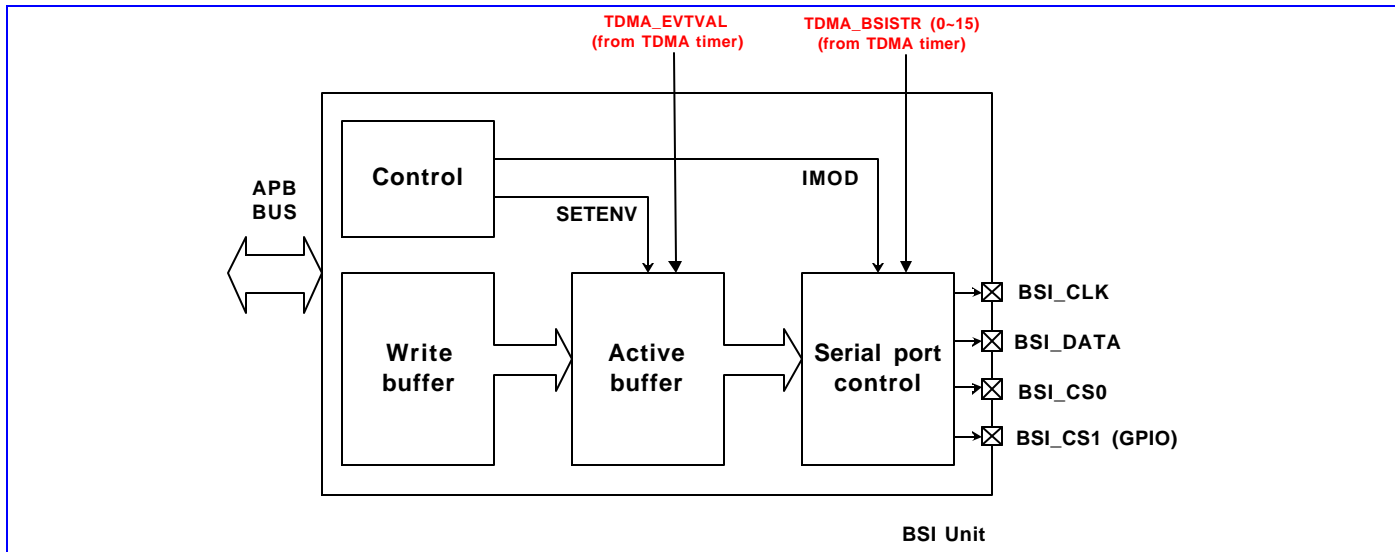 TDMA_EVTVAL
(from TDMA timer)
TDMA_BSISTR (0~15)
(from TDMA timer)
Control
IMOD
APB
BUS
SETENV
BSI_CLK
Write
buffer
Active
buffer
Serial port
control
BSI_DATA
BSI_CS0
BSI_CS1 (GPIO)
BSI Unit